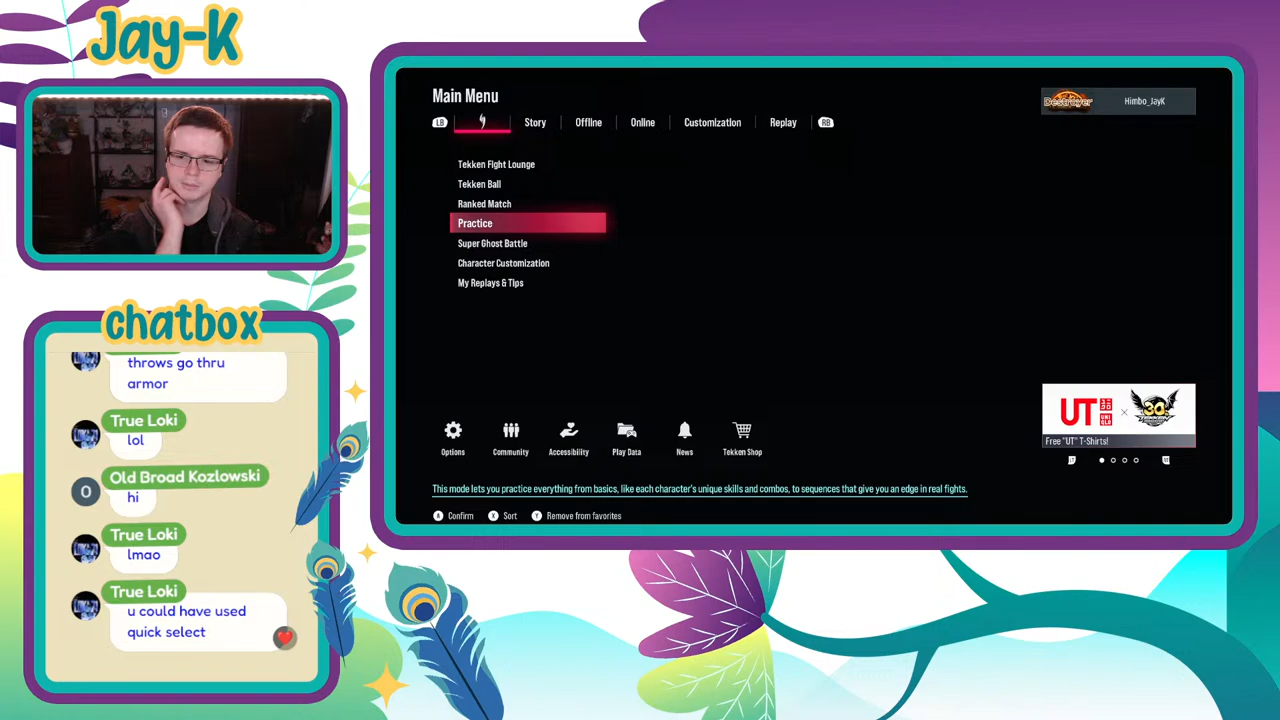 Jay-K
Main Menu
Destroyer
Himbo_JayK
LB
Story
Offline
Online
Customization
Replay
RB
Tekken Fight Lounge
Tekken Ball
Ranked Match
Practice
Super Ghost Battle
Character Customization
My Replays & Tips
chatbox
throws go thru
armor
True Loki
lol
O
Old Broad Kozlowski
hi
True Loki
lmao
True Loki
u could have used
quick select
Options
Community
Accessibility
Play Data
News
Tekken Shop
UT
30
Free "UT" T-Shirts!
This mode lets you practice everything from basics, like each character's unique skills and combos, to sequences that give you an edge in real fights.
A Confirm
X Sort
Y Remove from favorites